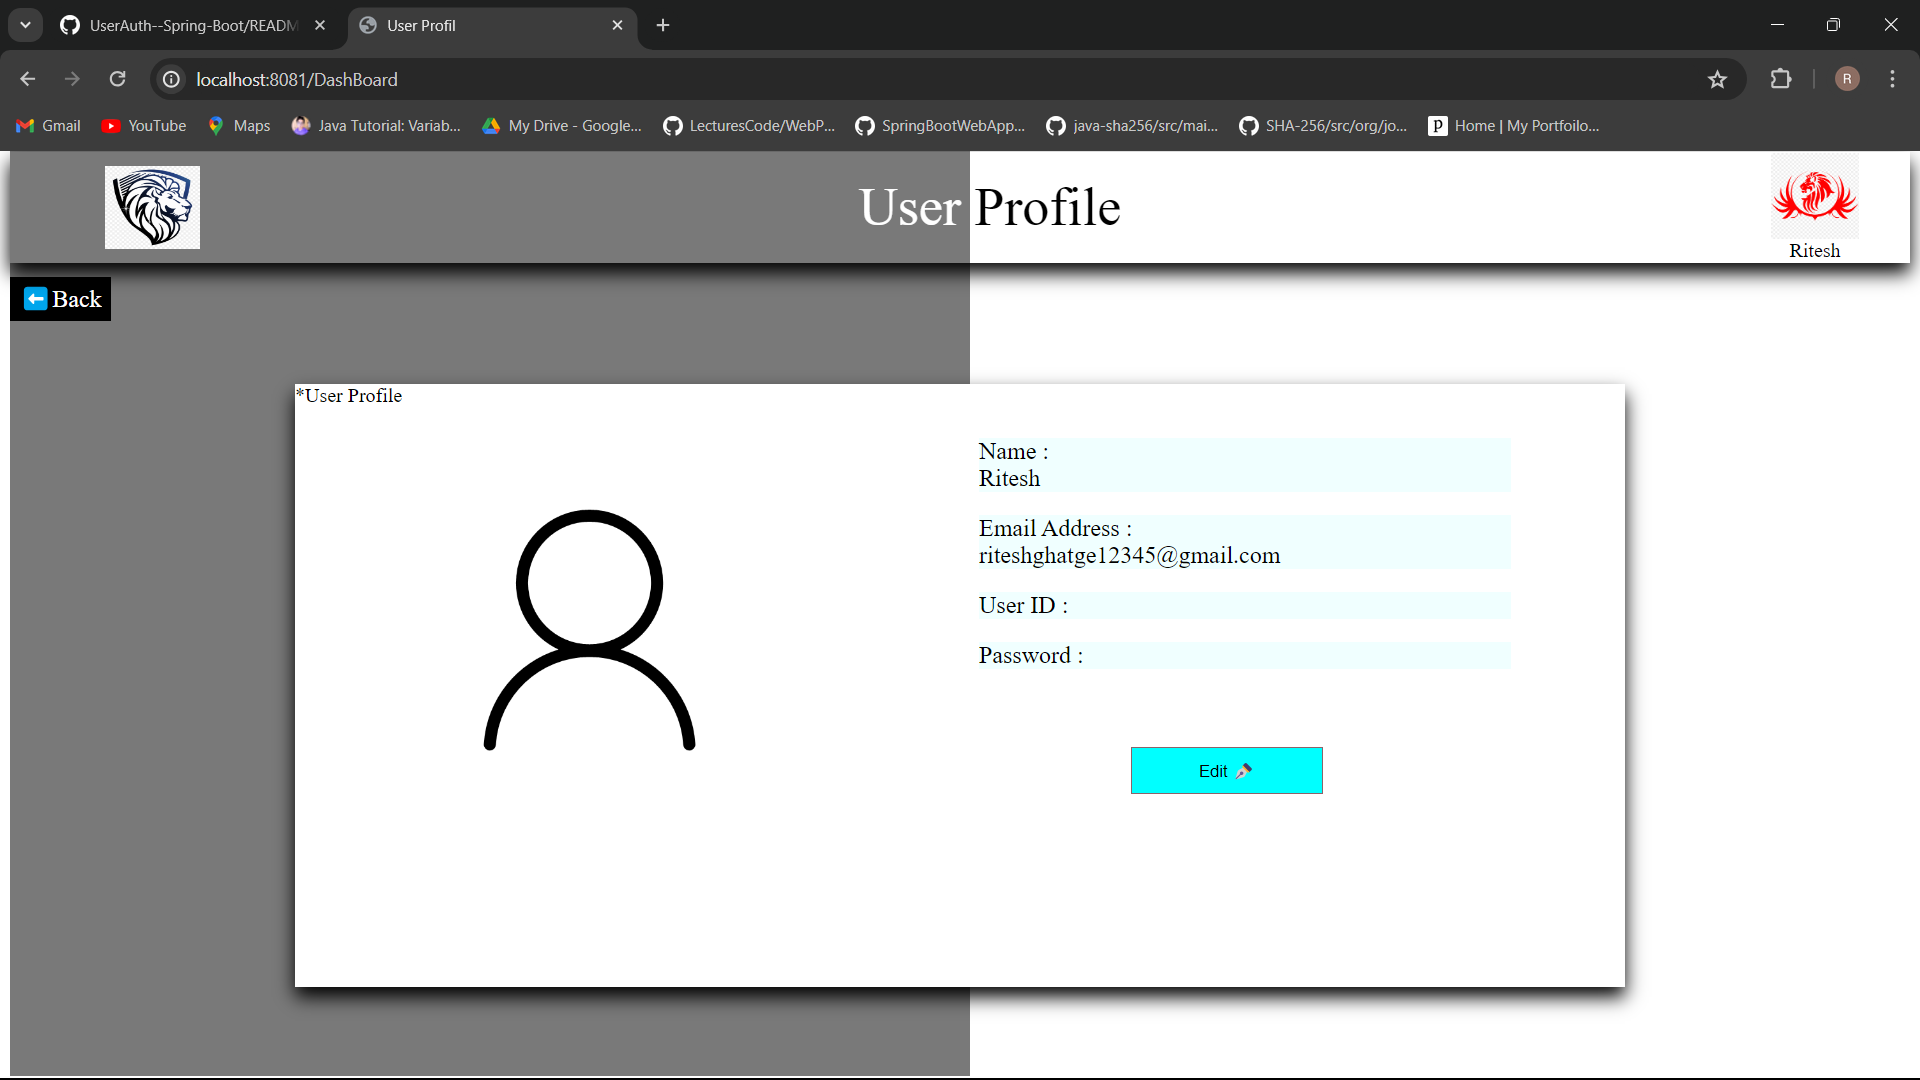 UserAuth--Spring-Boot/READM
User Profil
localhost:8081/DashBoard
R
Gmail
YouTube
Maps
Java Tutorial: Variab...
My Drive - Google...
LecturesCode/WebP...
SpringBootWebApp...
java-sha256/src/mai...
SHA-256/src/org/jo...
P Home | My Portfoilo...
User Profile
Ritesh
Back
*User Profile
Name :
Ritesh
Email Address :
riteshghatge12345@gmail.com
User ID :
Password :
Edit